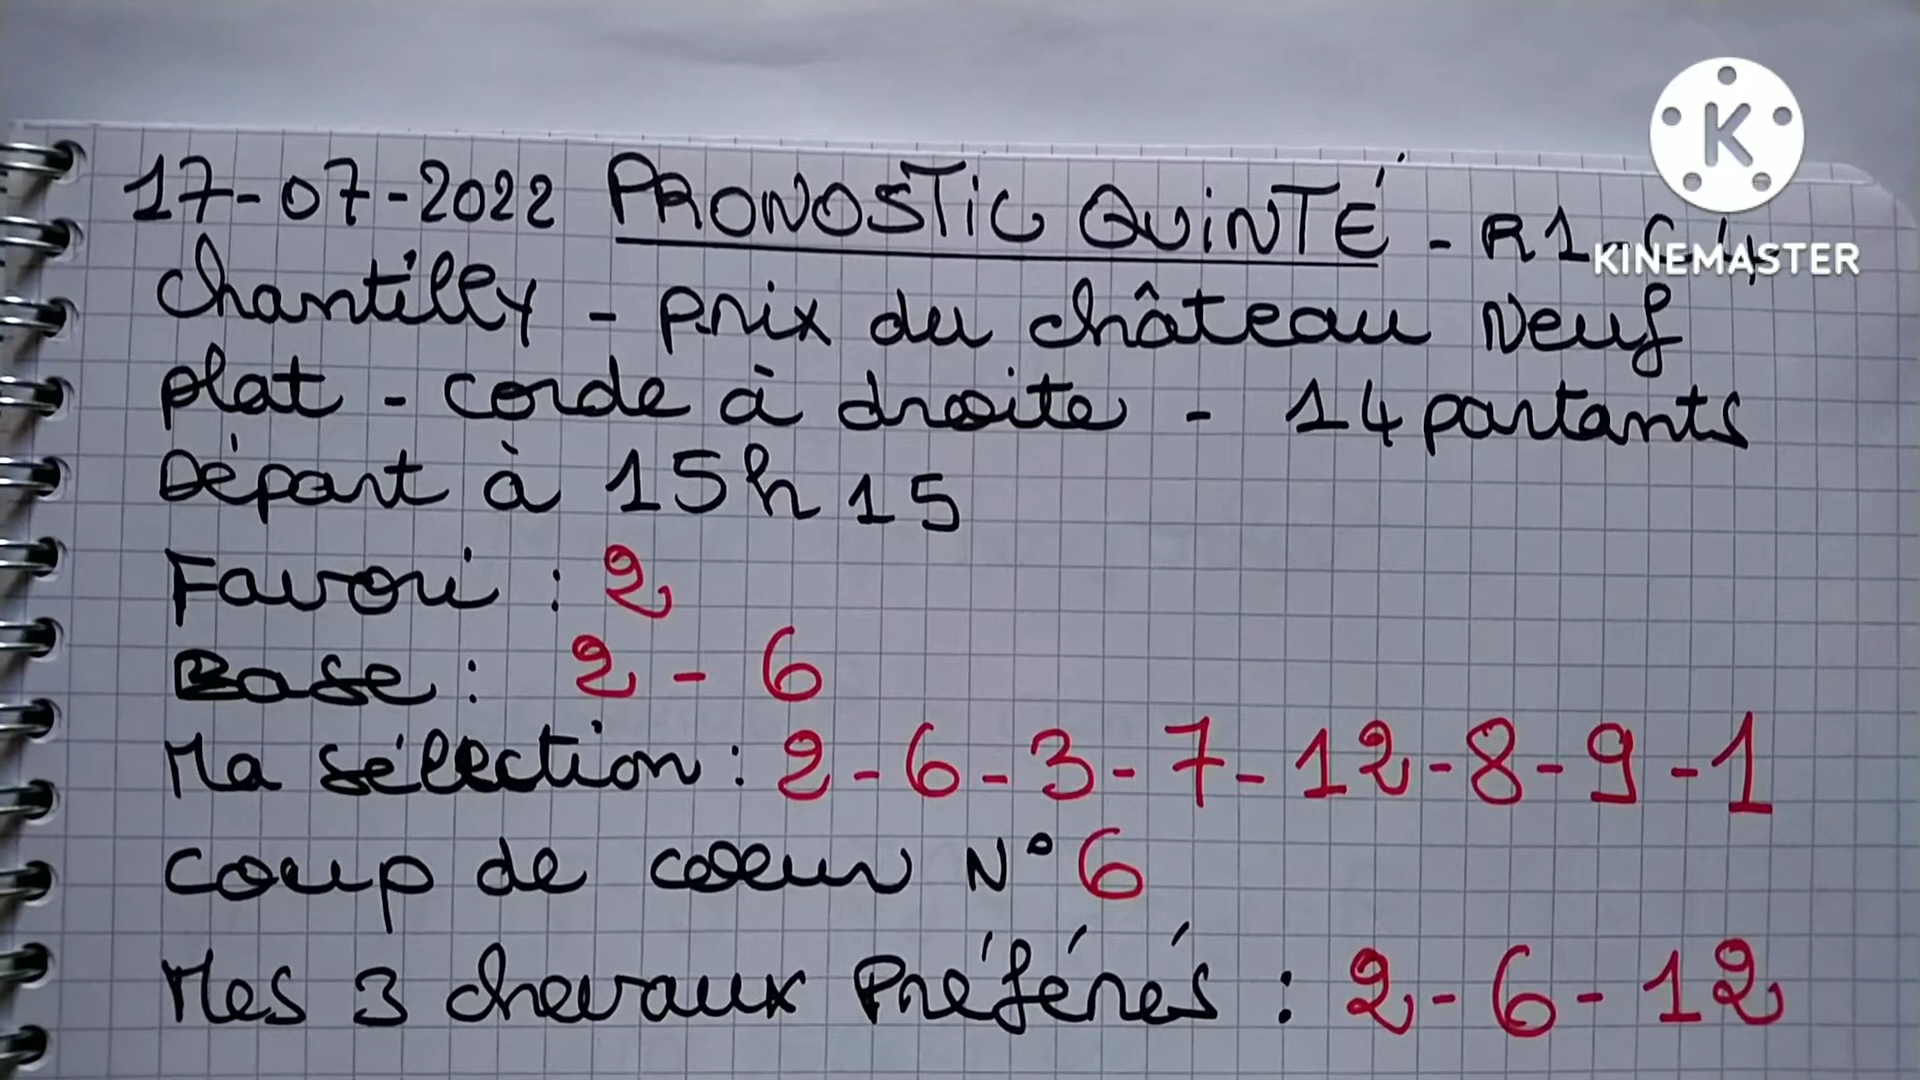 17-07-2022 PRONOSTIC QUINTÉ - R1
Chantilly - prix du château Neuf
plat - corde à droite - 14 partants
Départ à 15h15
Favori : 2
Base : 2 - 6
Ma sélection : 2 - 6 - 3 - 7 - 12 - 8 - 9 - 1
coup de coeur N° 6
Mes 3 chevaux Préférés : 2 - 6 - 12
K
KINEMASTER